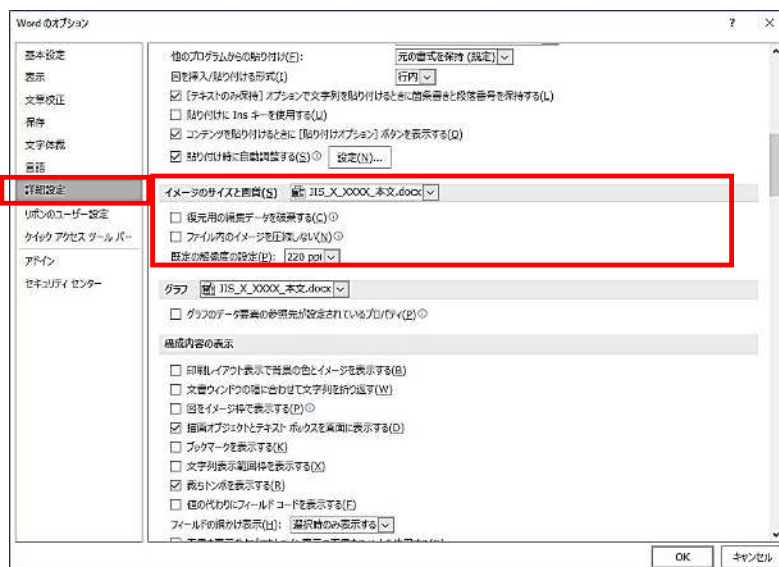 Word のオプション
?
×
基本設定
表示
文章校正
保存
文字体裁
言語
詳細設定
リボンのユーザー設定
クイック アクセス ツール バー
アドイン
セキュリティ センター
他のプログラムからの貼り付け(F):
元の書式を保持 (既定)
図を挿入/貼り付ける形式(I)
行内
[テキストのみ保持] オプションで文字列を貼り付けるときに箇条書きと段落番号を保持する(L)
貼り付けに Ins キーを使用する(U)
コンテンツを貼り付けるときに [貼り付けオプション] ボタンを表示する(O)
貼り付け時に自動調整する(S)
設定(N)...
イメージのサイズと画質(S)
JIS_X_XXXX_本文.docx
復元用の編集データを破棄する(C)
ファイル内のイメージを圧縮しない(N)
既定の解像度の設定(P):
220 ppi
グラフ
JIS_X_XXXX_本文.docx
グラフのデータ要素の参照先が設定されているプロパティ(P)
構成内容の表示
印刷レイアウト表示で背景の色とイメージを表示する(B)
文書ウィンドウの幅に合わせて文字列を折り返す(W)
図をイメージ枠で表示する(P)
描画オブジェクトとテキスト ボックスを画面に表示する(D)
ブックマークを表示する(K)
文字列表示範囲枠を表示する(X)
裁ちトンボを表示する(R)
値の代わりにフィールド コードを表示する(F)
フィールドの網かけ表示(H):
選択時のみ表示する
OK
キャンセル